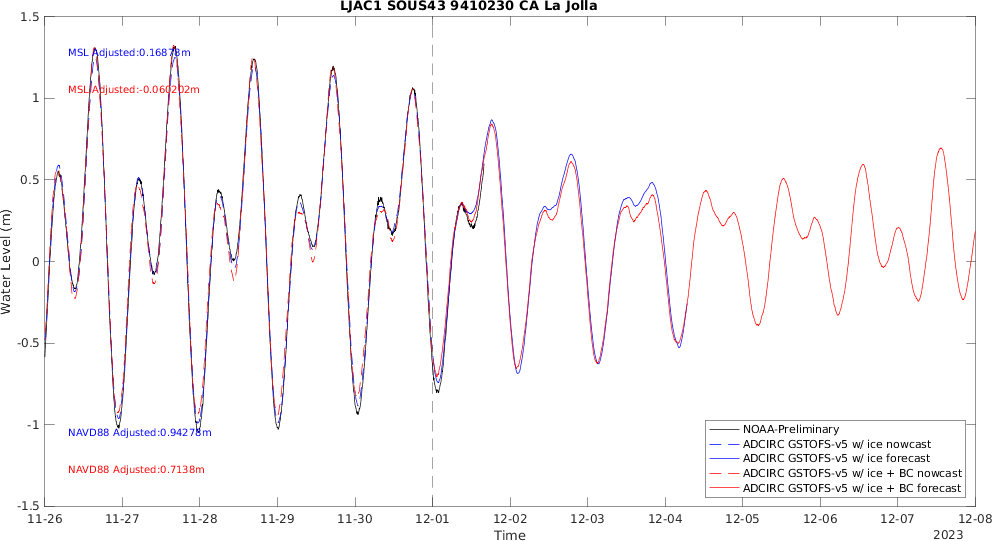 LJAC1 SOUS43 9410230 CA La Jolla
1.5
1
0.5
0
-0.5
-1
-1.5
Water Level (m)
MSL Adjusted:0.16873m
MSL Adjusted:-0.060202m
NAVD88 Adjusted:0.94273m
NAVD88 Adjusted:0.7138m
NOAA-Preliminary
ADCIRC GSTOFS-v5 w/ ice nowcast
ADCIRC GSTOFS-v5 w/ ice forecast
ADCIRC GSTOFS-v5 w/ ice + BC nowcast
ADCIRC GSTOFS-v5 w/ ice + BC forecast
11-26 11-27 11-28 11-29 11-30 12-01 12-02 12-03 12-04 12-05 12-06 12-07 12-08
Time
2023